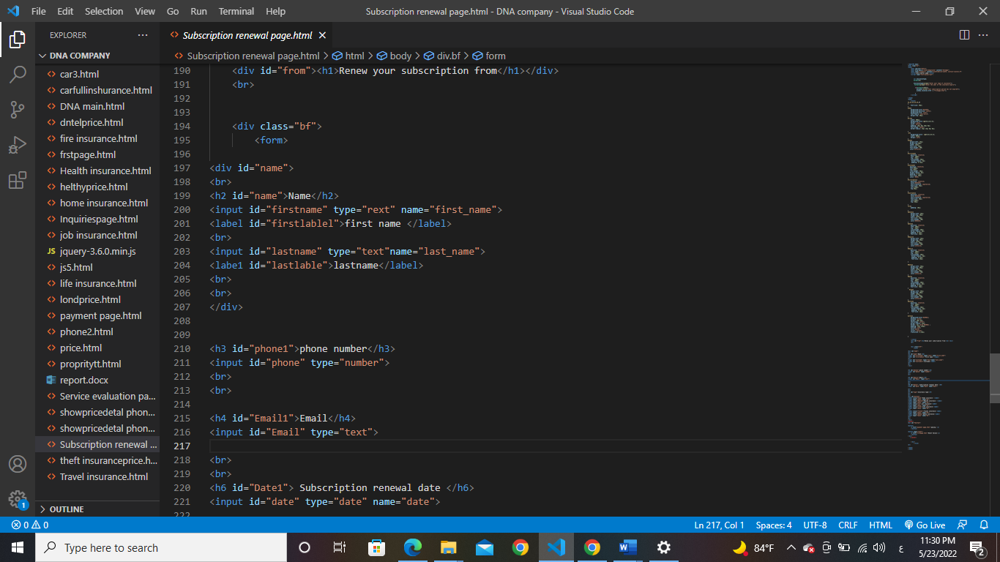 File Edit Selection View Go Run Terminal Help
Subscription renewal page.html - DNA company - Visual Studio Code
EXPLORER
Subscription renewal page.html
DNA COMPANY
Subscription renewal page.html > html > body > div.bf > form
car3.html
carfullinshurance.html
DNA main.html
dntelprice.html
fire insurance.html
frstpage.html
Health insurance.html
helthyprice.html
home insurance.html
Inquiriespage.html
job insurance.html
JS jquery-3.6.0.min.js
js5.html
life insurance.html
londprice.html
payment page.html
phone2.html
price.html
propritytt.html
report.docx
Service evaluation pa...
showpricedetal phon...
showpricedetal phon...
Subscription renewal ...
theft insuranceprice.h...
Travel insurance.html
OUTLINE
190 <div id="from"><h1>Renew your subscription from</h1></div>
191 <br>
192
193
194 <div class="bf">
195 <form>
196
197 <div id="name">
198 <br>
199 <h2 id="name">Name</h2>
200 <input id="firstname" type="rext" name="first_name">
201 <label id="firstlablel">first name </label>
202 <br>
203 <input id="lastname" type="text"name="last_name">
204 <labe1 id="lastlable">lastname</label>
205 <br>
206 <br>
207 </div>
208
209
210 <h3 id="phone1">phone number</h3>
211 <input id="phone" type="number">
212 <br>
213 <br>
214
215 <h4 id="Email1">Email</h4>
216 <input id="Email" type="text">
217
218 <br>
219 <br>
220 <h6 id="Date1"> Subscription renewal date </h6>
221 <input id="date" type="date" name="date">
222
1
0 0
Ln 217, Col 1 Spaces: 4 UTF-8 CRLF HTML Go Live
Type here to search
84°F
ع
11:30 PM
5/23/2022
2